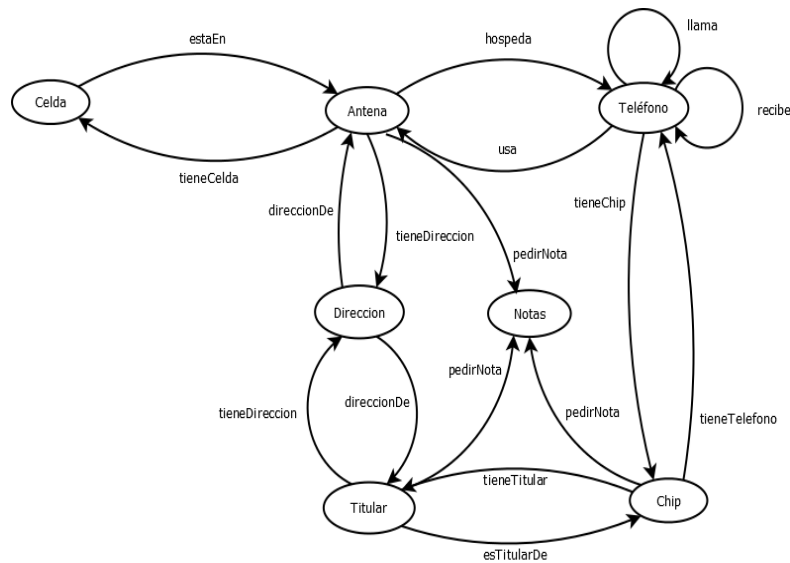 llama
estaEn
hospeda
Celda
Antena
Teléfono
recibe
usa
tieneCelda
tieneChip
direccionDe
tieneDireccion
pedirNota
Direccion
Notas
pedirNota
tieneDireccion
direccionDe
pedirNota
tieneTelefono
tieneTitular
Titular
Chip
esTitularDe